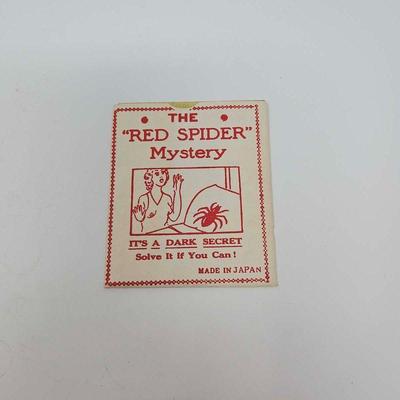 THE
"RED SPIDER"
Mystery
IT'S A DARK SECRET
Solve It If You Can!
MADE IN JAPAN